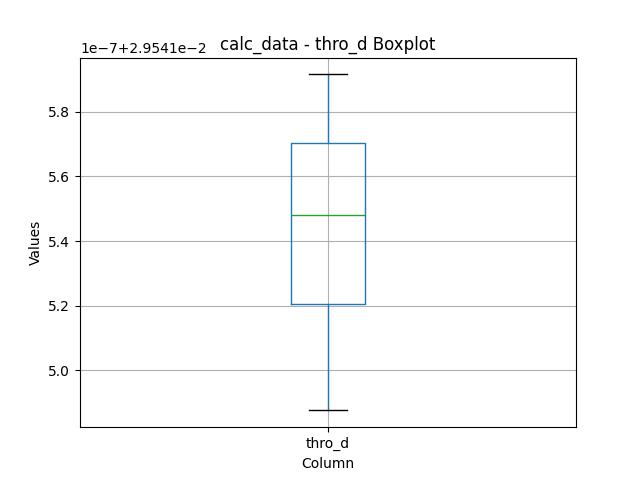 calc_data - thro_d Boxplot
1e−7+2.9541e−2
5.8
5.6
5.4
5.2
5.0
Values
thro_d
Column